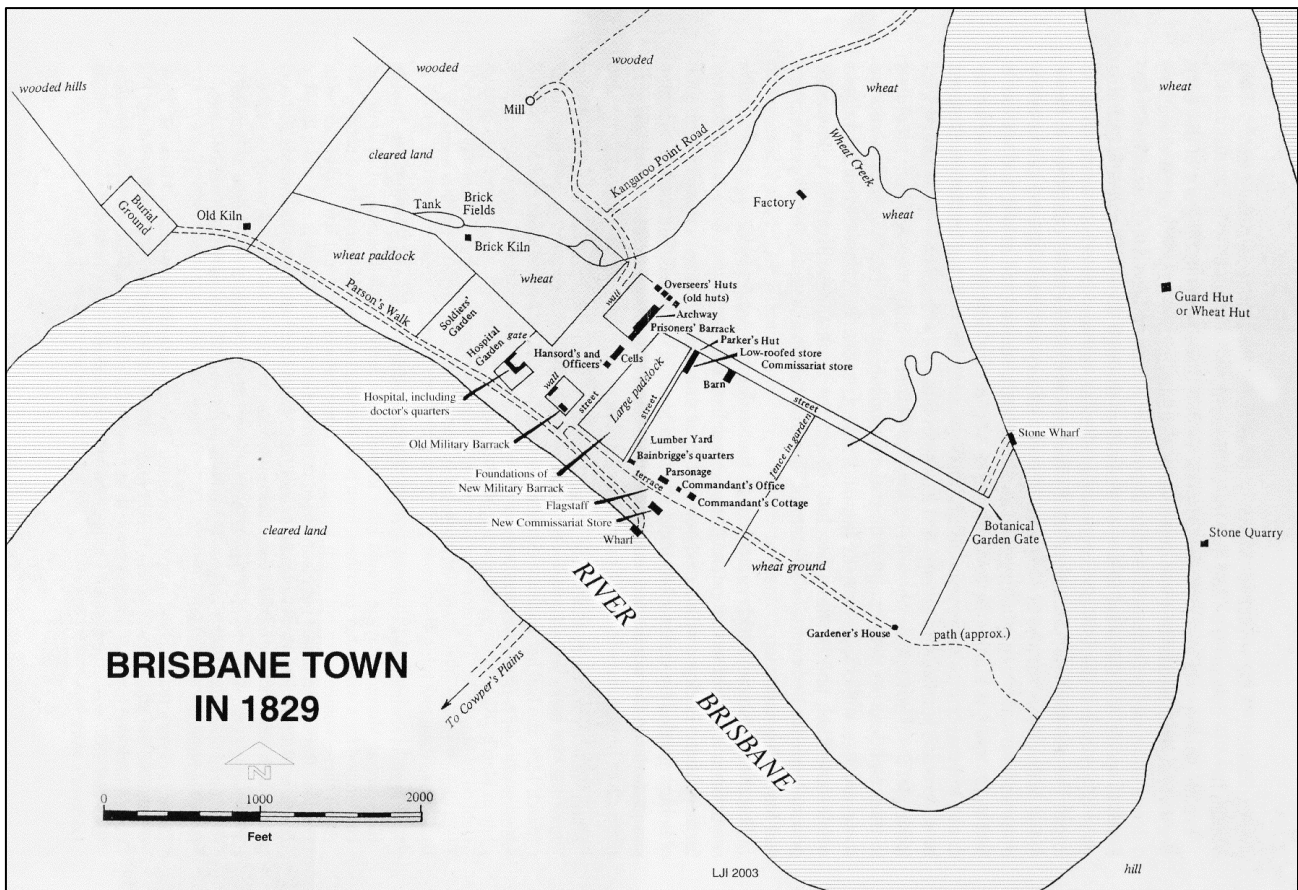 wooded
wooded
wooded hills
wheat
wheat
Mill
Kangaroo Point Road
Wheat Creek
cleared land
Burial
Ground
Old Kiln
Tank
Brick
Fields
Factory
wheat
Brick Kiln
wheat paddock
wheat
Parson's Walk
Soldiers'
Garden
Hospital
Garden
gate
wall
Overseers' Huts
(old huts)
Archway
Prisoners' Barrack
Guard Hut
or Wheat Hut
Hansord's and
Officers'
Cells
Parker's Hut
Low-roofed store
Commissariat store
Barn
Large paddock
street
street
street
wall
Hospital, including
doctor's quarters
Old Military Barrack
Foundations of
New Military Barrack
Lumber Yard
Bainbrigge's quarters
fence in garden
Stone Wharf
terrace
Parsonage
Commandant's Office
Commandant's Cottage
Flagstaff
New Commissariat Store
Wharf
Botanical
Garden Gate
Stone Quarry
cleared land
wheat ground
RIVER
BRISBANE
Gardener's House
path (approx.)
To Cowper's Plains
BRISBANE TOWN
IN 1829
N
0 1000 2000
Feet
LJI 2003
hill